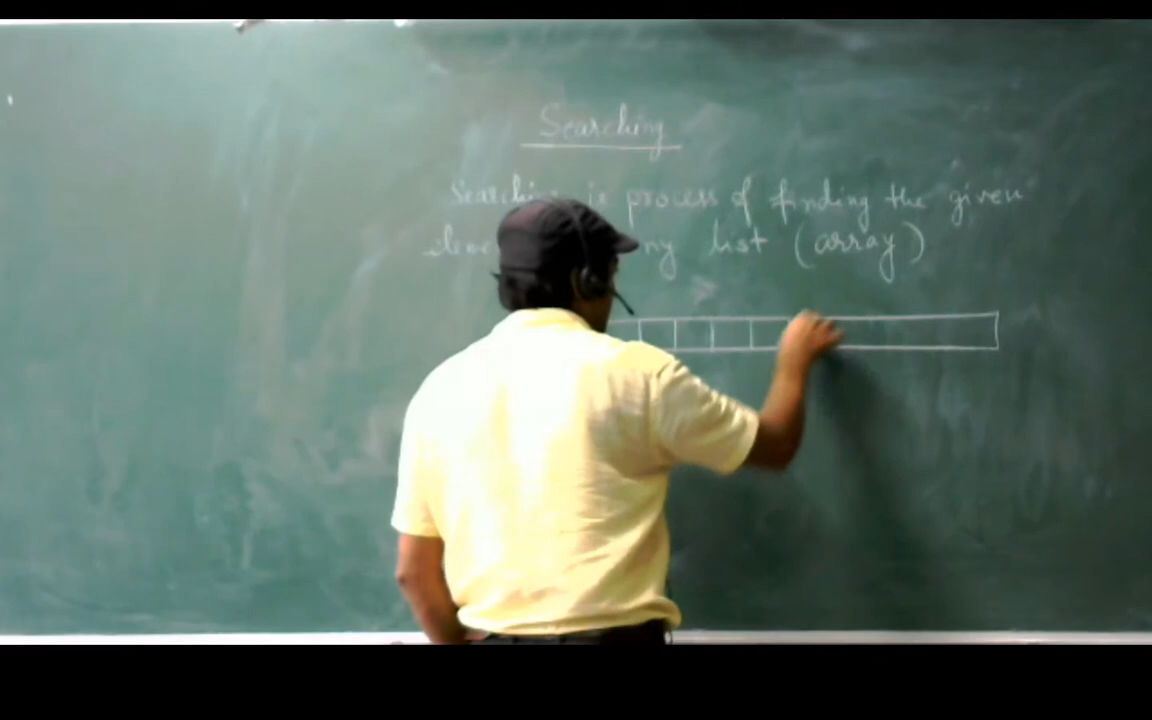 Searching
is process of finding the given
list (array)